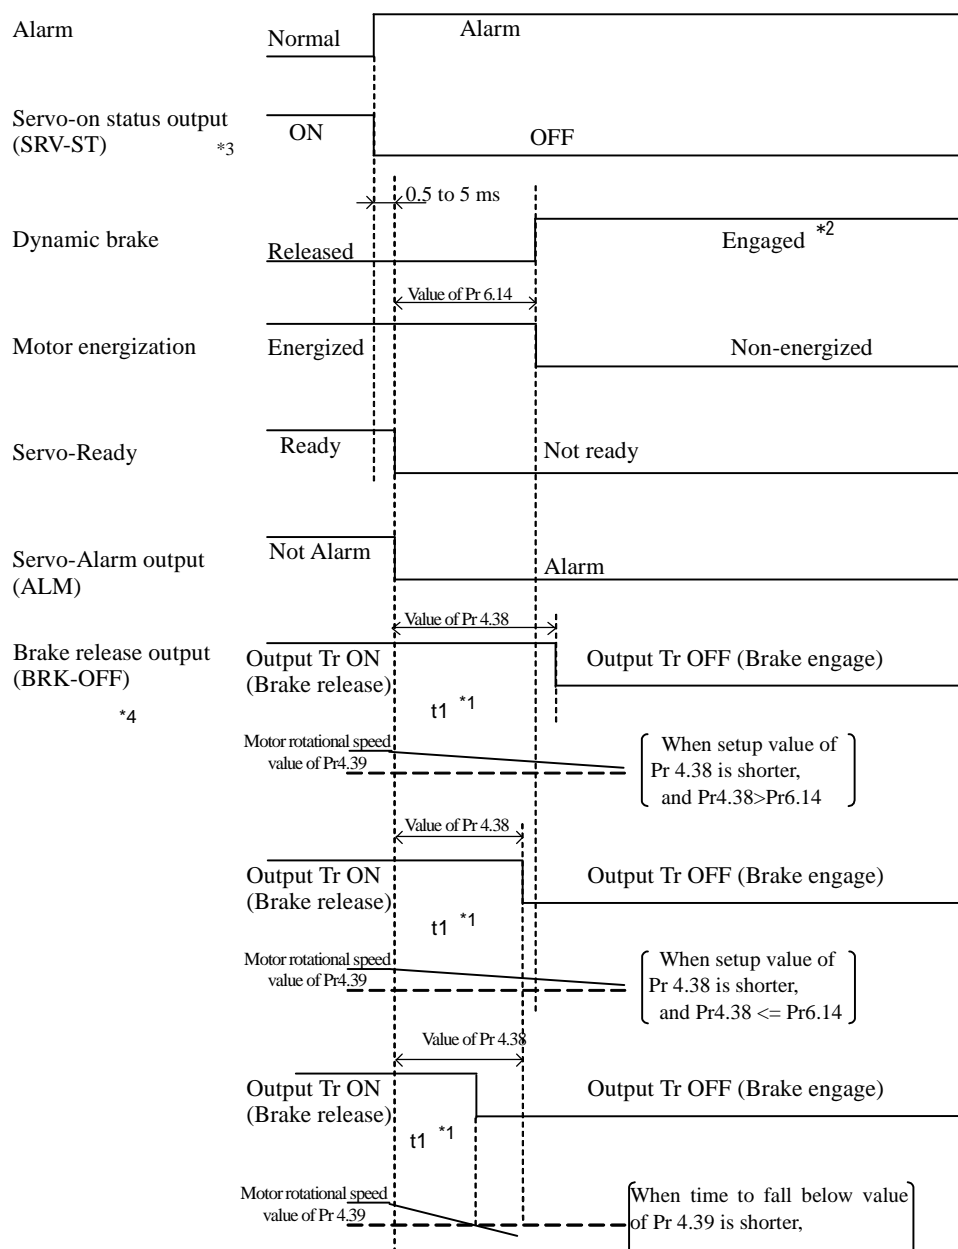 Alarm
Normal
Alarm
Servo-on status output
(SRV-ST) *3
ON
OFF
0.5 to 5 ms
Dynamic brake
Released
Engaged *2
Value of Pr 6.14
Motor energization
Energized
Non-energized
Servo-Ready
Ready
Not ready
Servo-Alarm output
(ALM)
Not Alarm
Alarm
Value of Pr 4.38
Brake release output
(BRK-OFF)
*4
Output Tr ON
(Brake release)
Output Tr OFF (Brake engage)
t1 *1
Motor rotational speed
value of Pr4.39
When setup value of
Pr 4.38 is shorter,
and Pr4.38>Pr6.14
Value of Pr 4.38
Output Tr ON
(Brake release)
Output Tr OFF (Brake engage)
t1 *1
Motor rotational speed
value of Pr4.39
When setup value of
Pr 4.38 is shorter,
and Pr4.38 <= Pr6.14
Value of Pr 4.38
Output Tr ON
(Brake release)
Output Tr OFF (Brake engage)
t1 *1
Motor rotational speed
value of Pr 4.39
When time to fall below value
of Pr 4.39 is shorter,